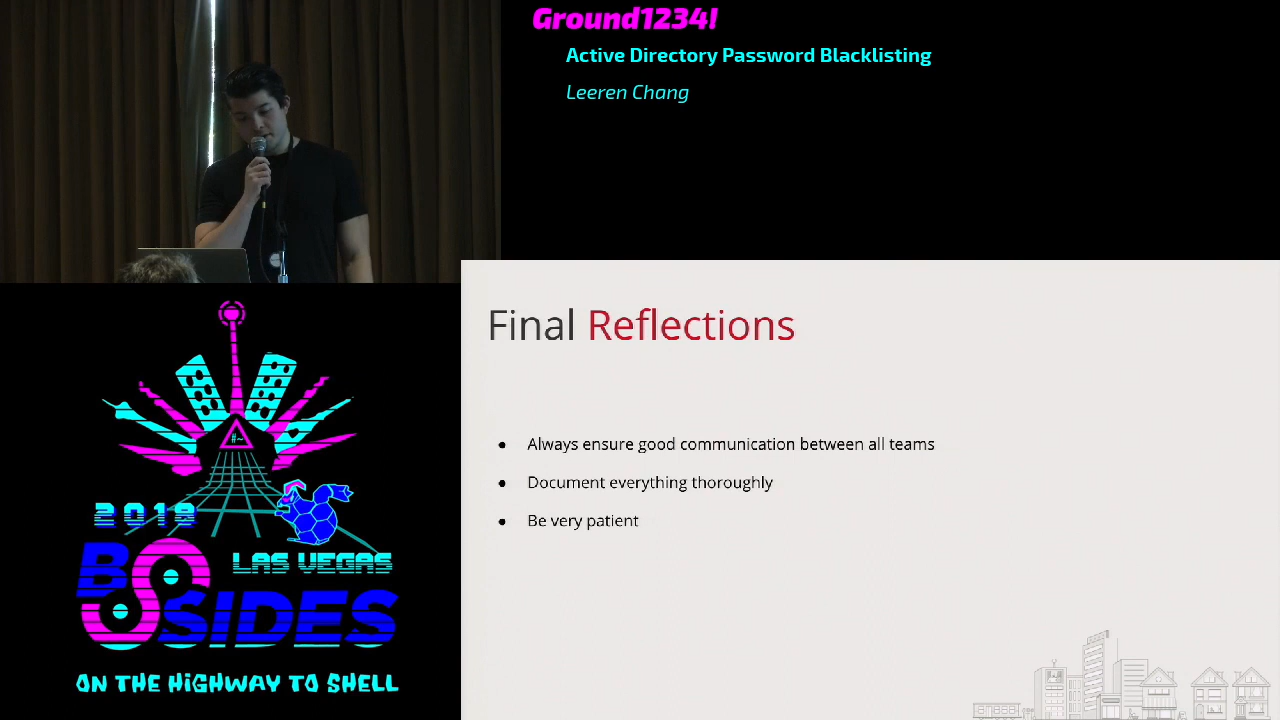 Ground1234!
Active Directory Password Blacklisting
Leeren Chang
Final Reflections
• Always ensure good communication between all teams
• Document everything thoroughly
• Be very patient
#~
2019
LAS VEGAS
BSIDES
ON THE HIGHWAY TO SHELL